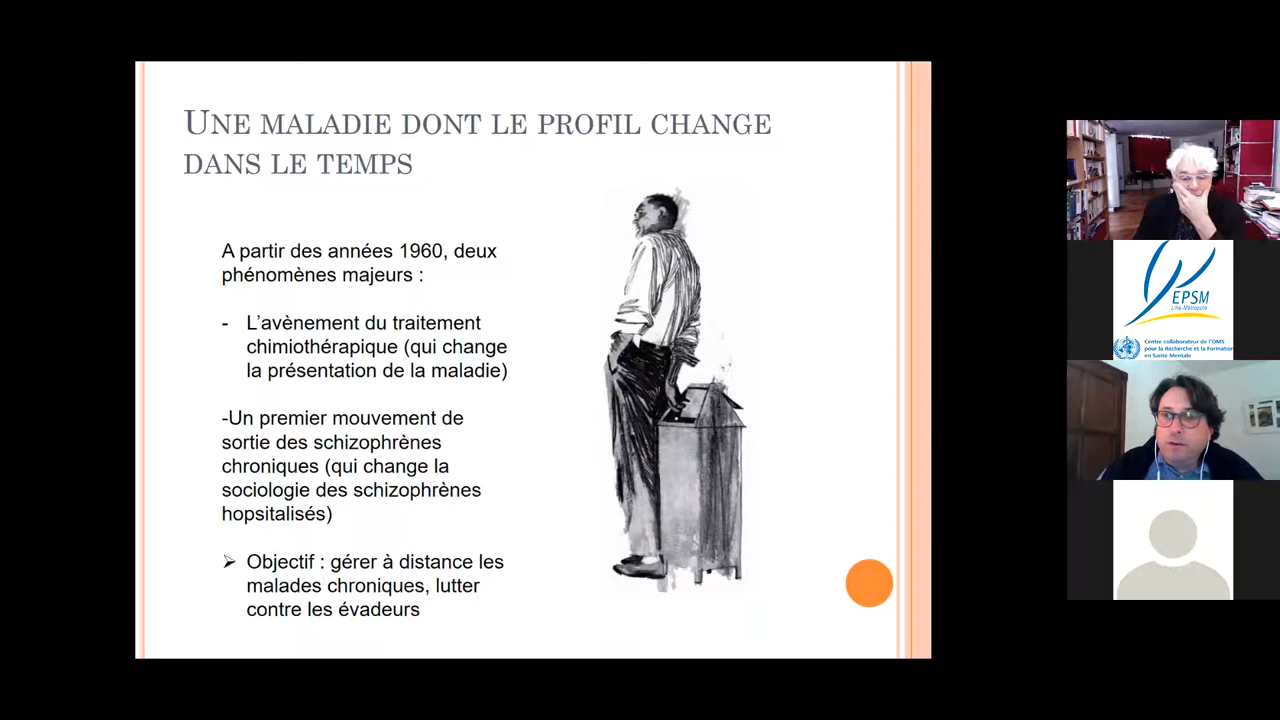 UNE MALADIE DONT LE PROFIL CHANGE
DANS LE TEMPS
A partir des années 1960, deux
phénomènes majeurs :
- L'avènement du traitement
chimiothérapique (qui change
la présentation de la maladie)
-Un premier mouvement de
sortie des schizophrènes
chroniques (qui change la
sociologie des schizophrènes
hopsitalisés)
➢ Objectif : gérer à distance les
malades chroniques, lutter
contre les évadeurs
EPSM
Lille-Métropole
Centre collaborateur de l'OMS
pour la Recherche et la Formation
en Santé Mentale